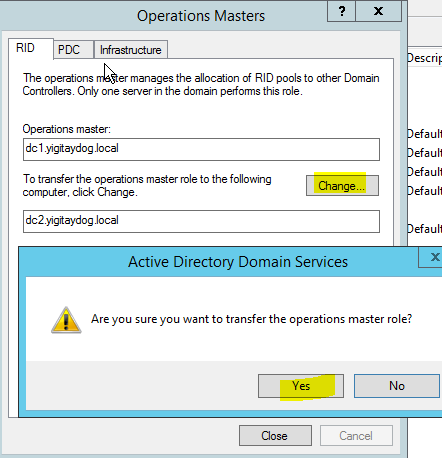 Operations Masters
? x
RID PDC Infrastructure
The operations master manages the allocation of RID pools to other Domain
Controllers. Only one server in the domain performs this role.
Operations master:
dc1.yigitaydog.local
To transfer the operations master role to the following
computer, click Change.
Change...
dc2.yigitaydog.local
Active Directory Domain Services
x
Are you sure you want to transfer the operations master role?
Yes No
Close Cancel
Descrip
Default
Default
Default
Default
Default